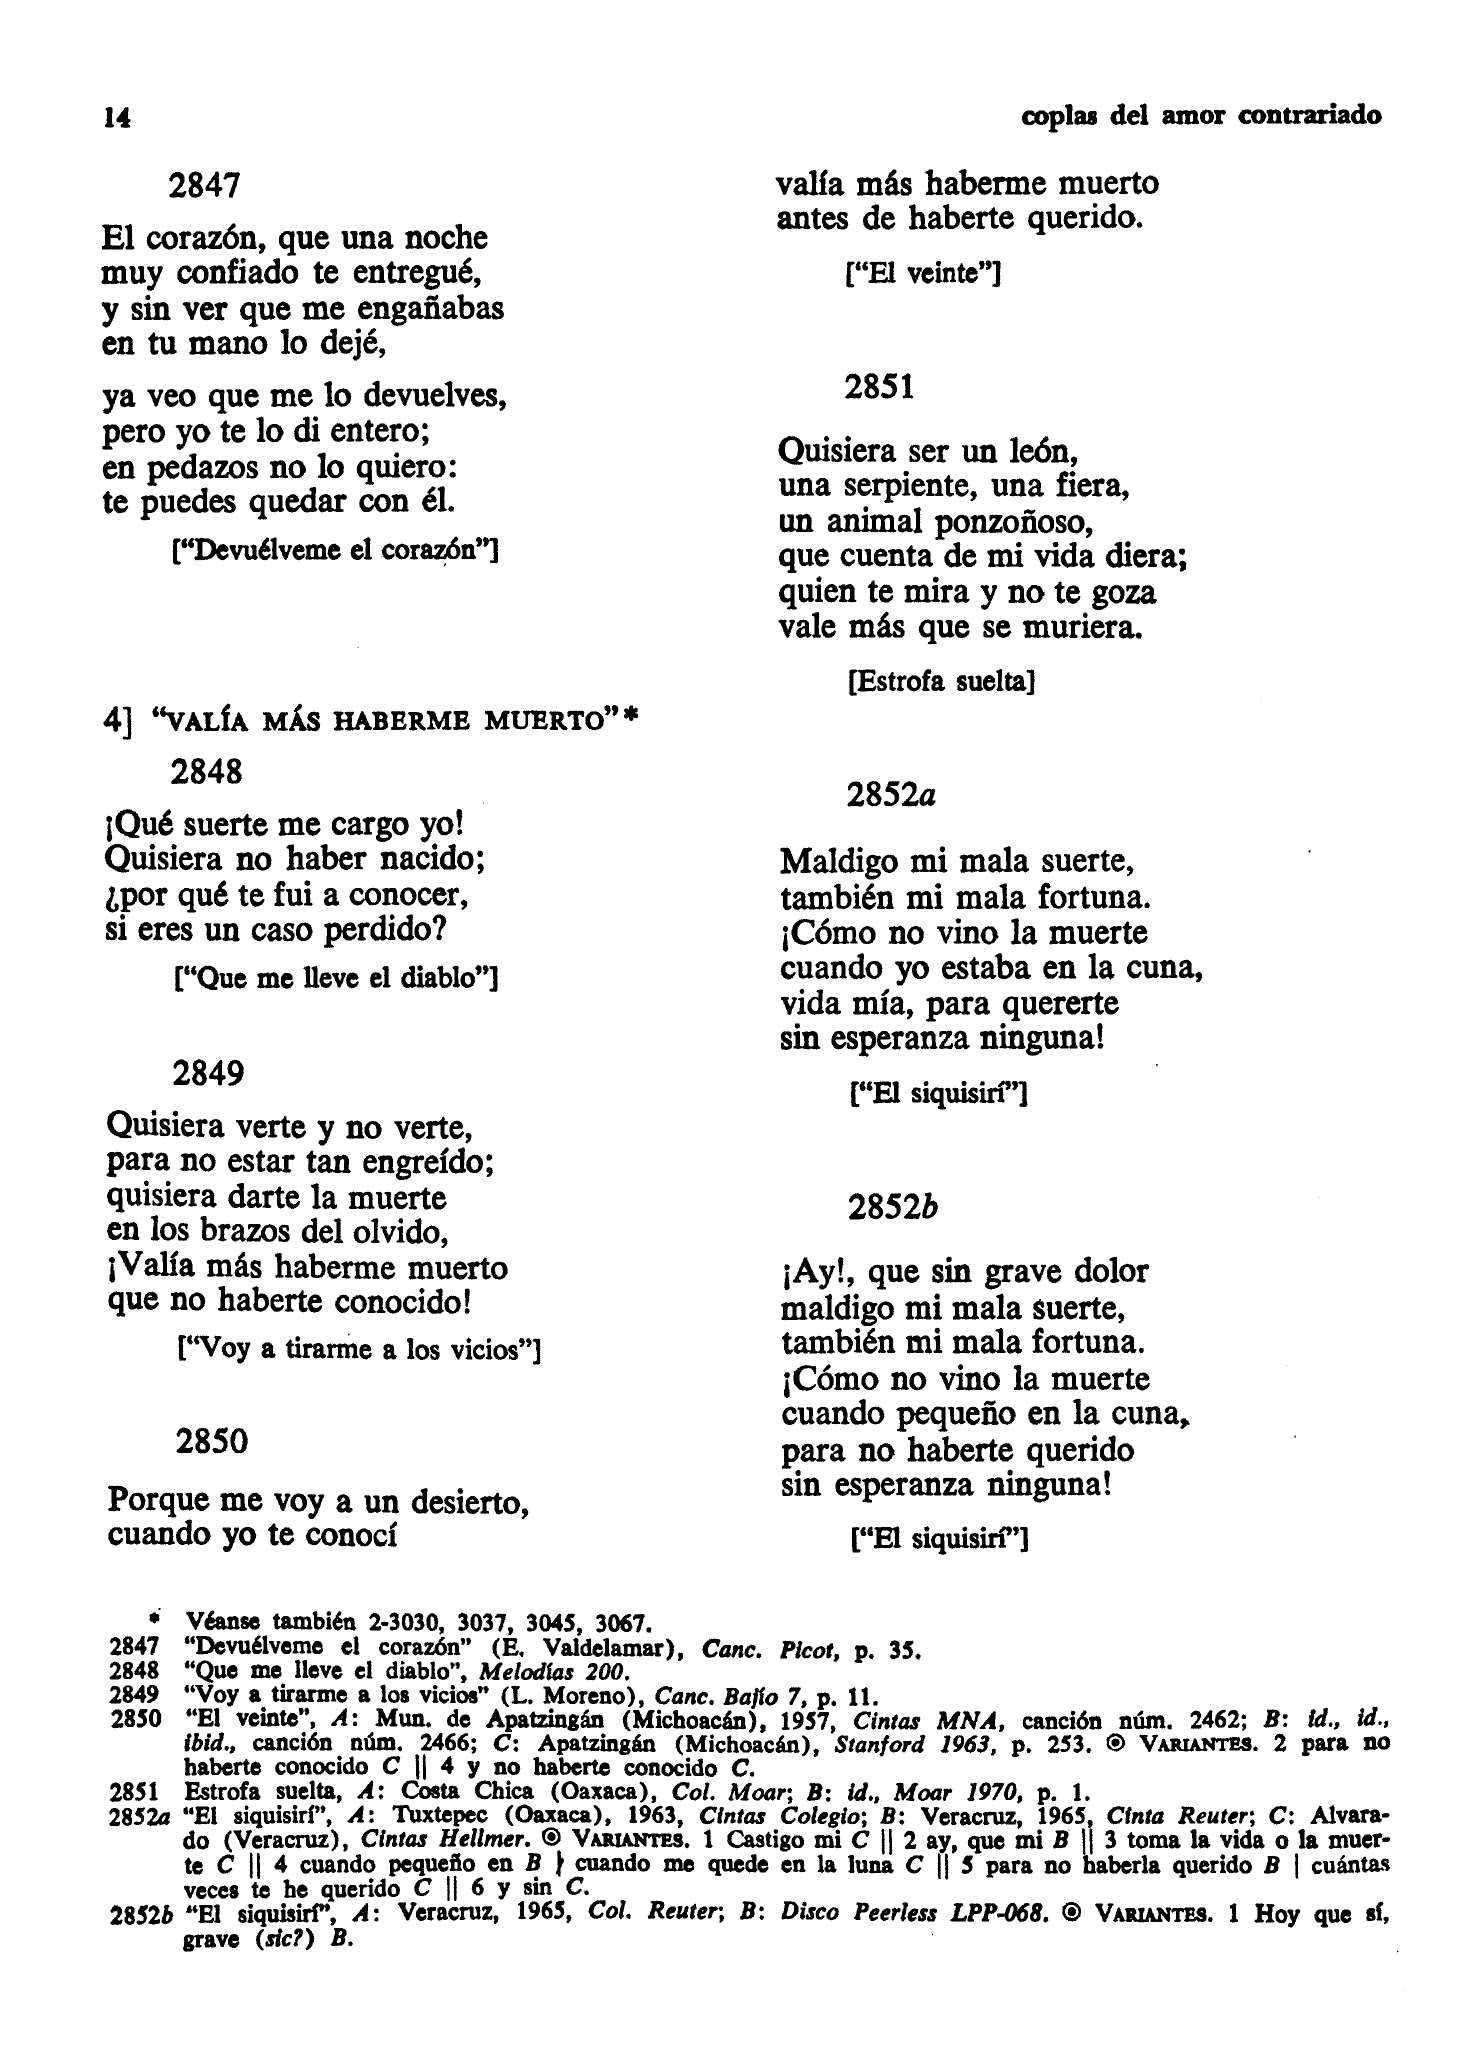 14
coplas del amor contrariado
2847
El corazón, que una noche
muy confiado te entregué,
y sin ver que me engañabas
en tu mano lo dejé,
ya veo que me lo devuelves,
pero yo te lo di entero;
en pedazos no lo quiero:
te puedes quedar con él.
[“Devuélveme el corazón”]
4] “VALÍA MÁS HABERME MUERTO”*
2848
¡Qué suerte me cargo yo!
Quisiera no haber nacido;
¿por qué te fui a conocer,
si eres un caso perdido?
[“Que me lleve el diablo”]
2849
Quisiera verte y no verte,
para no estar tan engreído;
quisiera darte la muerte
en los brazos del olvido,
¡Valía más haberme muerto
que no haberte conocido!
[“Voy a tirarme a los vicios”]
2850
Porque me voy a un desierto,
cuando yo te conocí
valía más haberme muerto
antes de haberte querido.
[“El veinte”]
2851
Quisiera ser un león,
una serpiente, una fiera,
un animal ponzoñoso,
que cuenta de mi vida diera;
quien te mira y no te goza
vale más que se muriera.
[Estrofa suelta]
2852a
Maldigo mi mala suerte,
también mi mala fortuna.
¡Cómo no vino la muerte
cuando yo estaba en la cuna,
vida mía, para quererte
sin esperanza ninguna!
[“El siquisirí”]
2852b
¡Ay!, que sin grave dolor
maldigo mi mala suerte,
también mi mala fortuna.
¡Cómo no vino la muerte
cuando pequeño en la cuna,
para no haberte querido
sin esperanza ninguna!
[“El siquisirí”]
* Véanse también 2-3030, 3037, 3045, 3067.
2847 “Devuélveme el corazón” (E. Valdelamar), Canc. Picot, p. 35.
2848 “Que me lleve el diablo”, Melodías 200.
2849 “Voy a tirarme a los vicios” (L. Moreno), Canc. Bajío 7, p. 11.
2850 “El veinte”, A: Mun. de Apatzingán (Michoacán), 1957, Cintas MNA, canción núm. 2462; B: id., id.,
ibid., canción núm. 2466; C: Apatzingán (Michoacán), Stanford 1963, p. 253. ⊙ VARIANTES. 2 para no
haberte conocido C || 4 y no haberte conocido C.
2851 Estrofa suelta, A: Costa Chica (Oaxaca), Col. Moar; B: id., Moar 1970, p. 1.
2852a “El siquisirí”, A: Tuxtepec (Oaxaca), 1963, Cintas Colegio; B: Veracruz, 1965, Cinta Reuter; C: Alvara-
do (Veracruz), Cintas Hellmer. ⊙ VARIANTES. 1 Castigo mi C || 2 ay, que mi B || 3 toma la vida o la muer-
te C || 4 cuando pequeño en B | cuando me quede en la luna C || 5 para no haberla querido B | cuántas
veces te he querido C || 6 y sin C.
2852b “El siquisirí”, A: Veracruz, 1965, Col. Reuter; B: Disco Peerless LPP-068. ⊙ VARIANTES. 1 Hoy que sí,
grave (sic?) B.